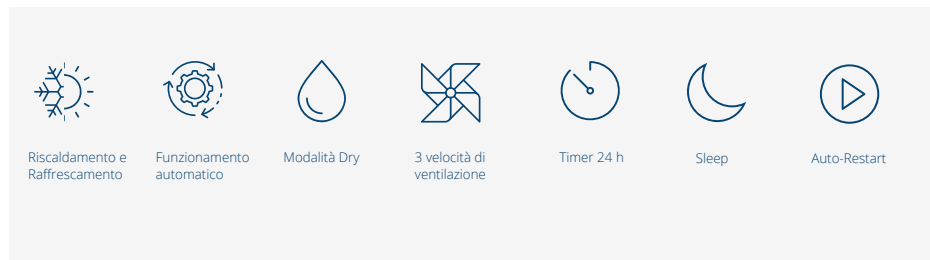 Riscaldamento e
Raffrescamento
Funzionamento
automatico
Modalità Dry
3 velocità di
ventilazione
Timer 24 h
Sleep
Auto-Restart